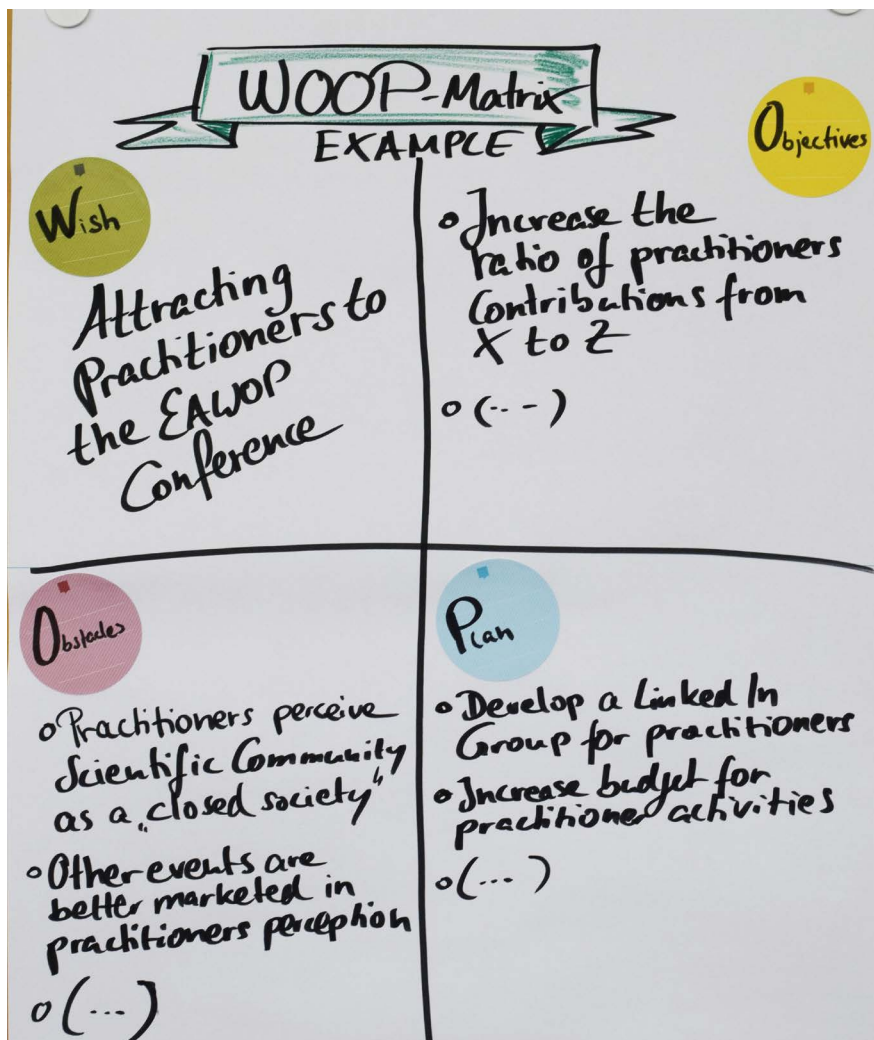 WOOP-Matrix
EXAMPLE
Wish
Attracting
Practitioners to
the EAWOP
Conference
Objectives
o Increase the
ratio of practitioners
Contributions from
X to Z
o (...)
Obstacles
o Practitioners perceive
Scientific Community
as a „closed society“
o Other events are
better marketed in
practitioners perception
o (...)
Plan
o Develop a Linked In
Group for practitioners
o Increase budget for
practitioner activities
o (...)